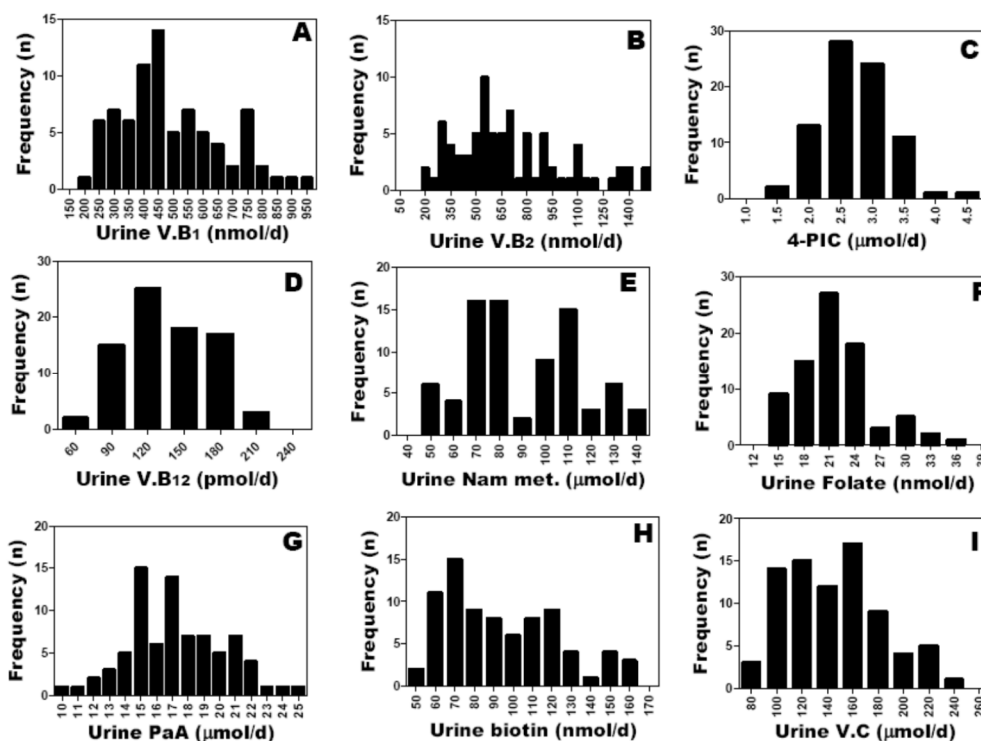 A
Frequency (n)
15
10
5
0
150 200 250 300 350 400 450 500 550 600 650 700 750 800 850 900 950
Urine V.B1 (nmol/d)
B
Frequency (n)
15
10
5
0
50 200 350 500 650 800 950 1100 1250 1400
Urine V.B2 (nmol/d)
C
Frequency (n)
30
20
10
0
1.0 1.5 2.0 2.5 3.0 3.5 4.0 4.5
4-PIC (μmol/d)
D
Frequency (n)
30
20
10
0
60 90 120 150 180 210 240
Urine V.B12 (pmol/d)
E
Frequency (n)
20
15
10
5
0
40 50 60 70 80 90 100 110 120 130 140
Urine Nam met. (μmol/d)
F
Frequency (n)
40
30
20
10
0
12 15 18 21 24 27 30 33 36
Urine Folate (nmol/d)
G
Frequency (n)
20
15
10
5
0
10 11 12 13 14 15 16 17 18 19 20 21 22 23 24 25
Urine PaA (μmol/d)
H
Frequency (n)
20
15
10
5
0
50 60 70 80 90 100 110 120 130 140 150 160 170
Urine biotin (nmol/d)
I
Frequency (n)
20
15
10
5
0
80 100 120 140 160 180 200 220 240 260
Urine V.C (μmol/d)